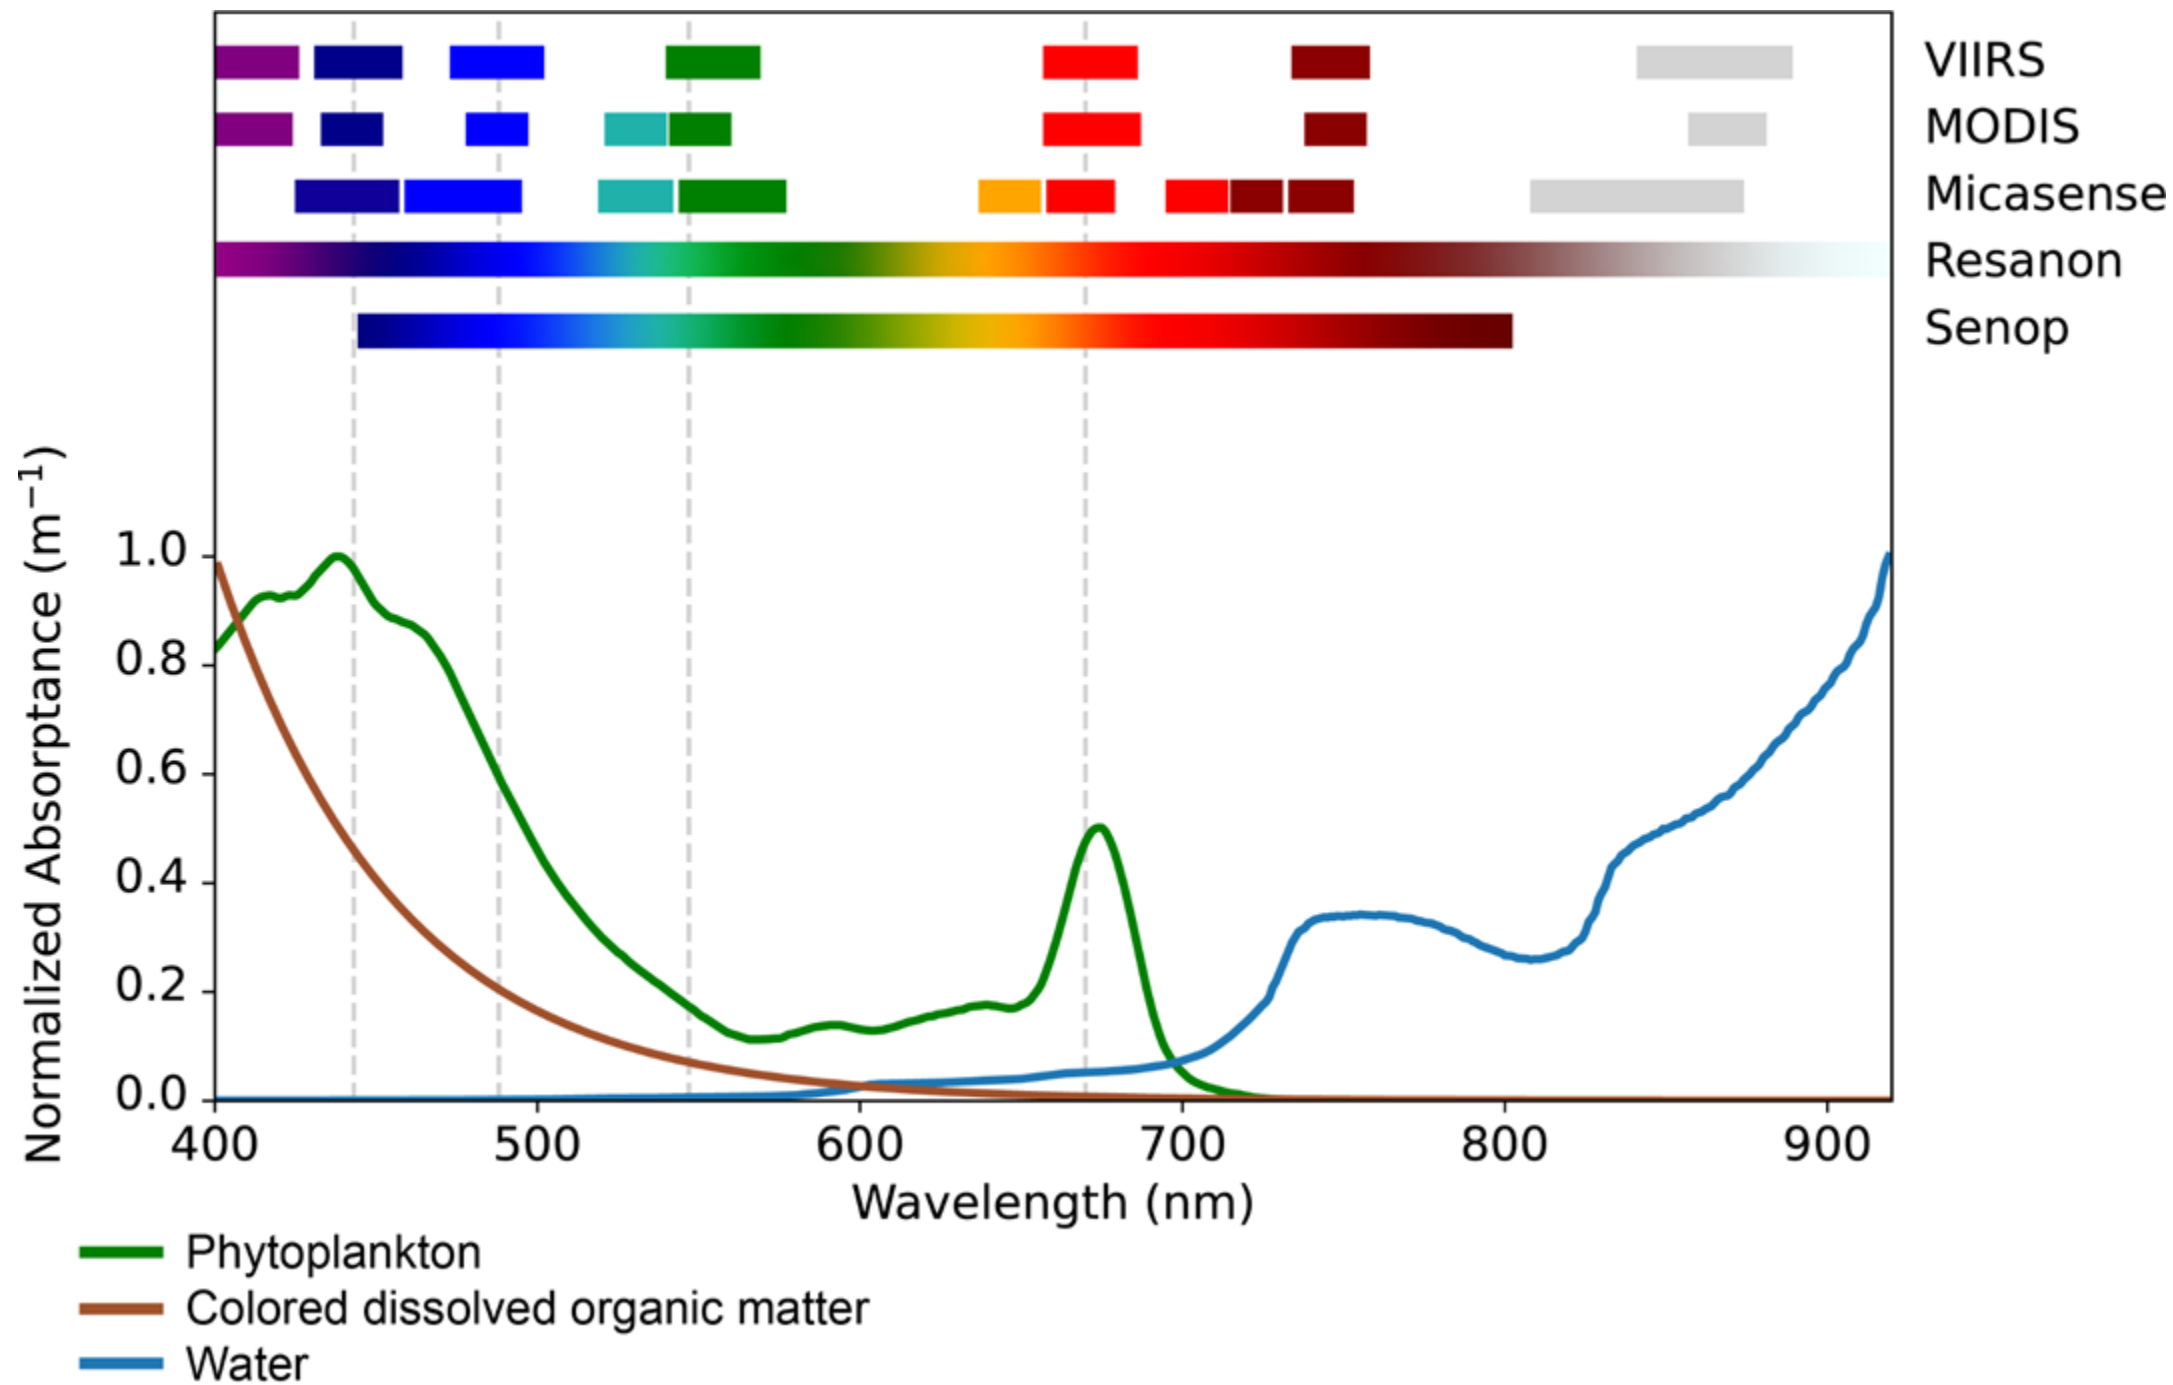 VIIRS
MODIS
Micasense
Resanon
Senop
Normalized Absorptance (m⁻¹)
1.0
0.8
0.6
0.4
0.2
0.0
400 500 600 700 800 900
Wavelength (nm)
Phytoplankton
Colored dissolved organic matter
Water